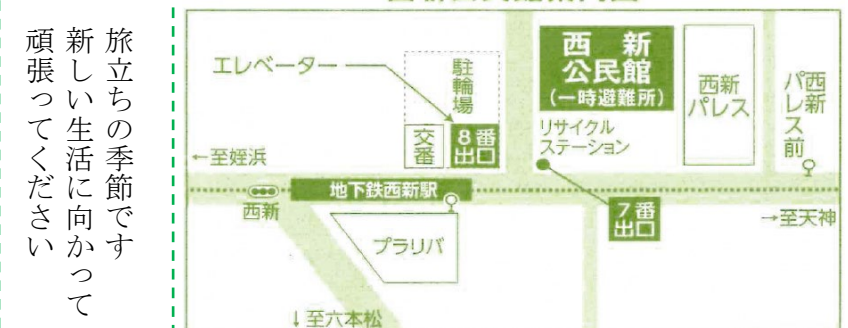 旅立ちの季節です
新しい生活に向かって
頑張ってください
エレベーター
駐輪場
交番
8番
出口
西新
公民館
(一時避難所)
リサイクル
ステーション
西新
パレス
西新
パレス前
←至姪浜
地下鉄西新駅
西新
プラリバ
7番
出口
→至天神
↓至六本松